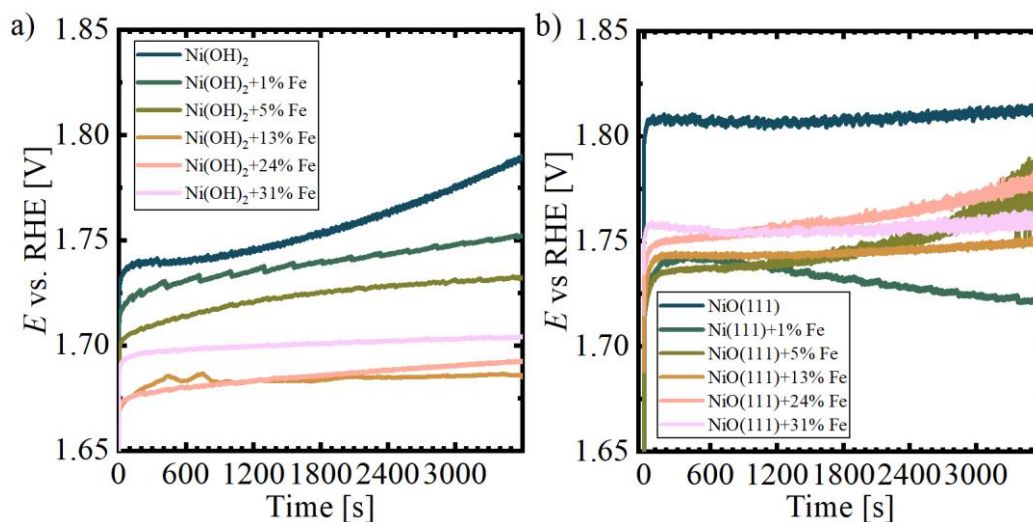 a)
1.85
1.80
1.75
1.70
1.65
E vs. RHE [V]
Ni(OH)₂
Ni(OH)₂+1% Fe
Ni(OH)₂+5% Fe
Ni(OH)₂+13% Fe
Ni(OH)₂+24% Fe
Ni(OH)₂+31% Fe
0 600 1200 1800 2400 3000
Time [s]
b)
1.85
1.80
1.75
1.70
1.65
E vs RHE [V]
NiO(111)
Ni(111)+1% Fe
NiO(111)+5% Fe
NiO(111)+13% Fe
NiO(111)+24% Fe
NiO(111)+31% Fe
0 600 1200 1800 2400 3000
Time [s]